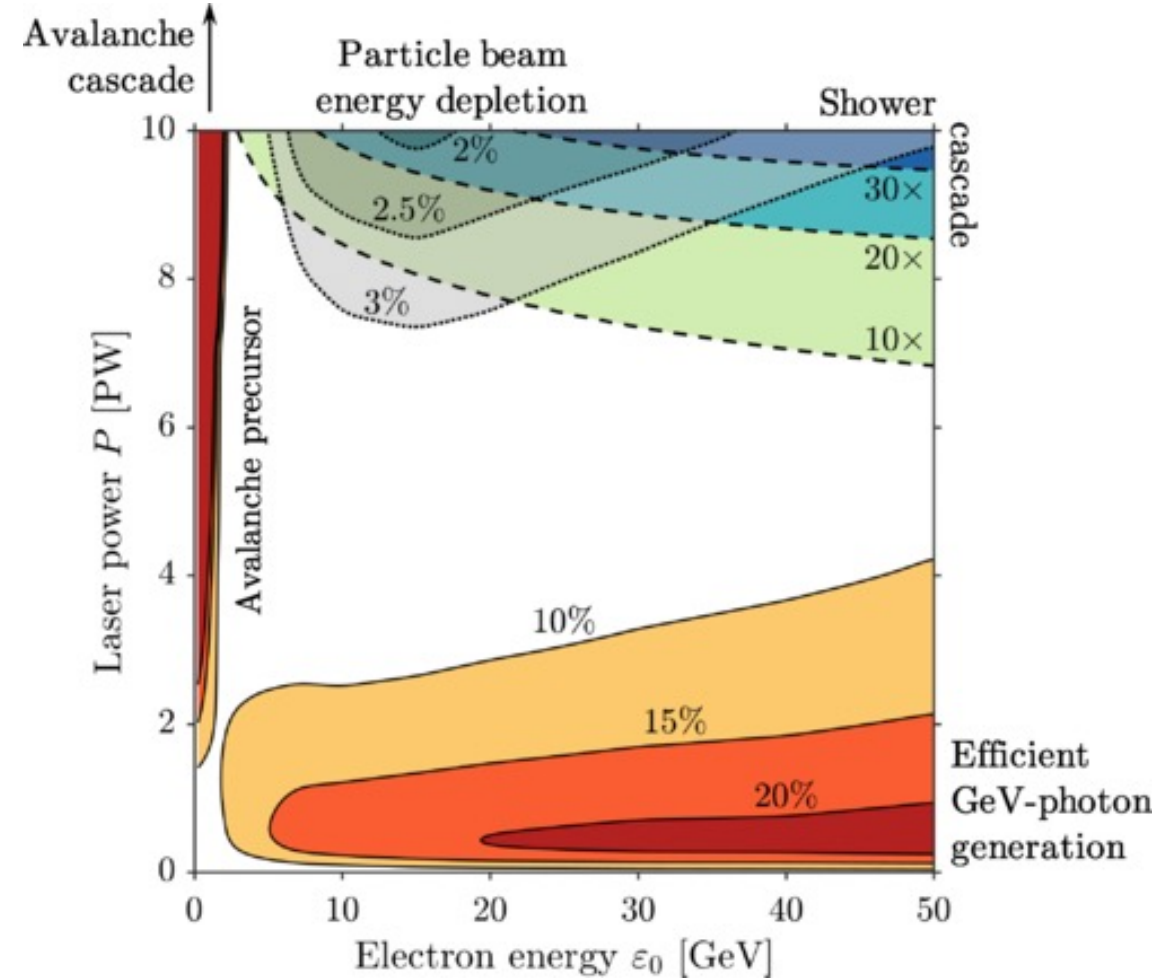 Avalanche
cascade
Particle beam
energy depletion
Shower
cascade
10
8
6
4
2
0
Laser power P [PW]
Avalanche precursor
2%
2.5%
3%
30×
20×
10×
10%
15%
20%
Efficient
GeV-photon
generation
0 10 20 30 40 50
Electron energy ε₀ [GeV]